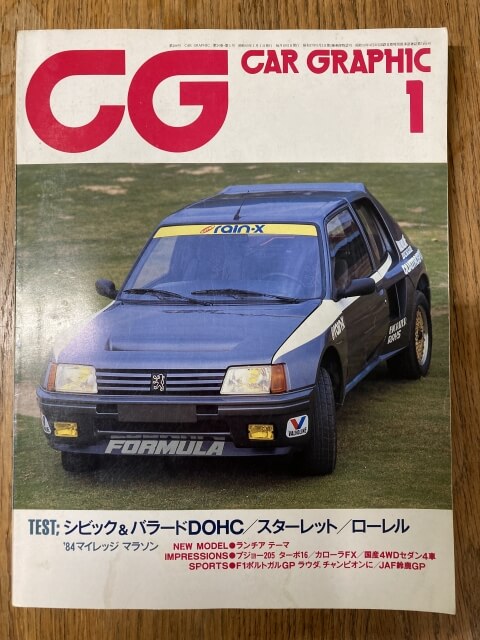 CG CAR GRAPHIC
1
rain·x
rain·x
VALVOLINE
FORMULA
TEST; シビック&バラードDOHC/スターレット/ローレル
'84マイレッジ マラソン
NEW MODEL●ランチア テーマ
IMPRESSIONS●プジョー205 ターボ16/カローラFX/国産4WDセダン4車
SPORTS●F1ポルトガルGP ラウダ、チャンピオンに/JAF鈴鹿GP